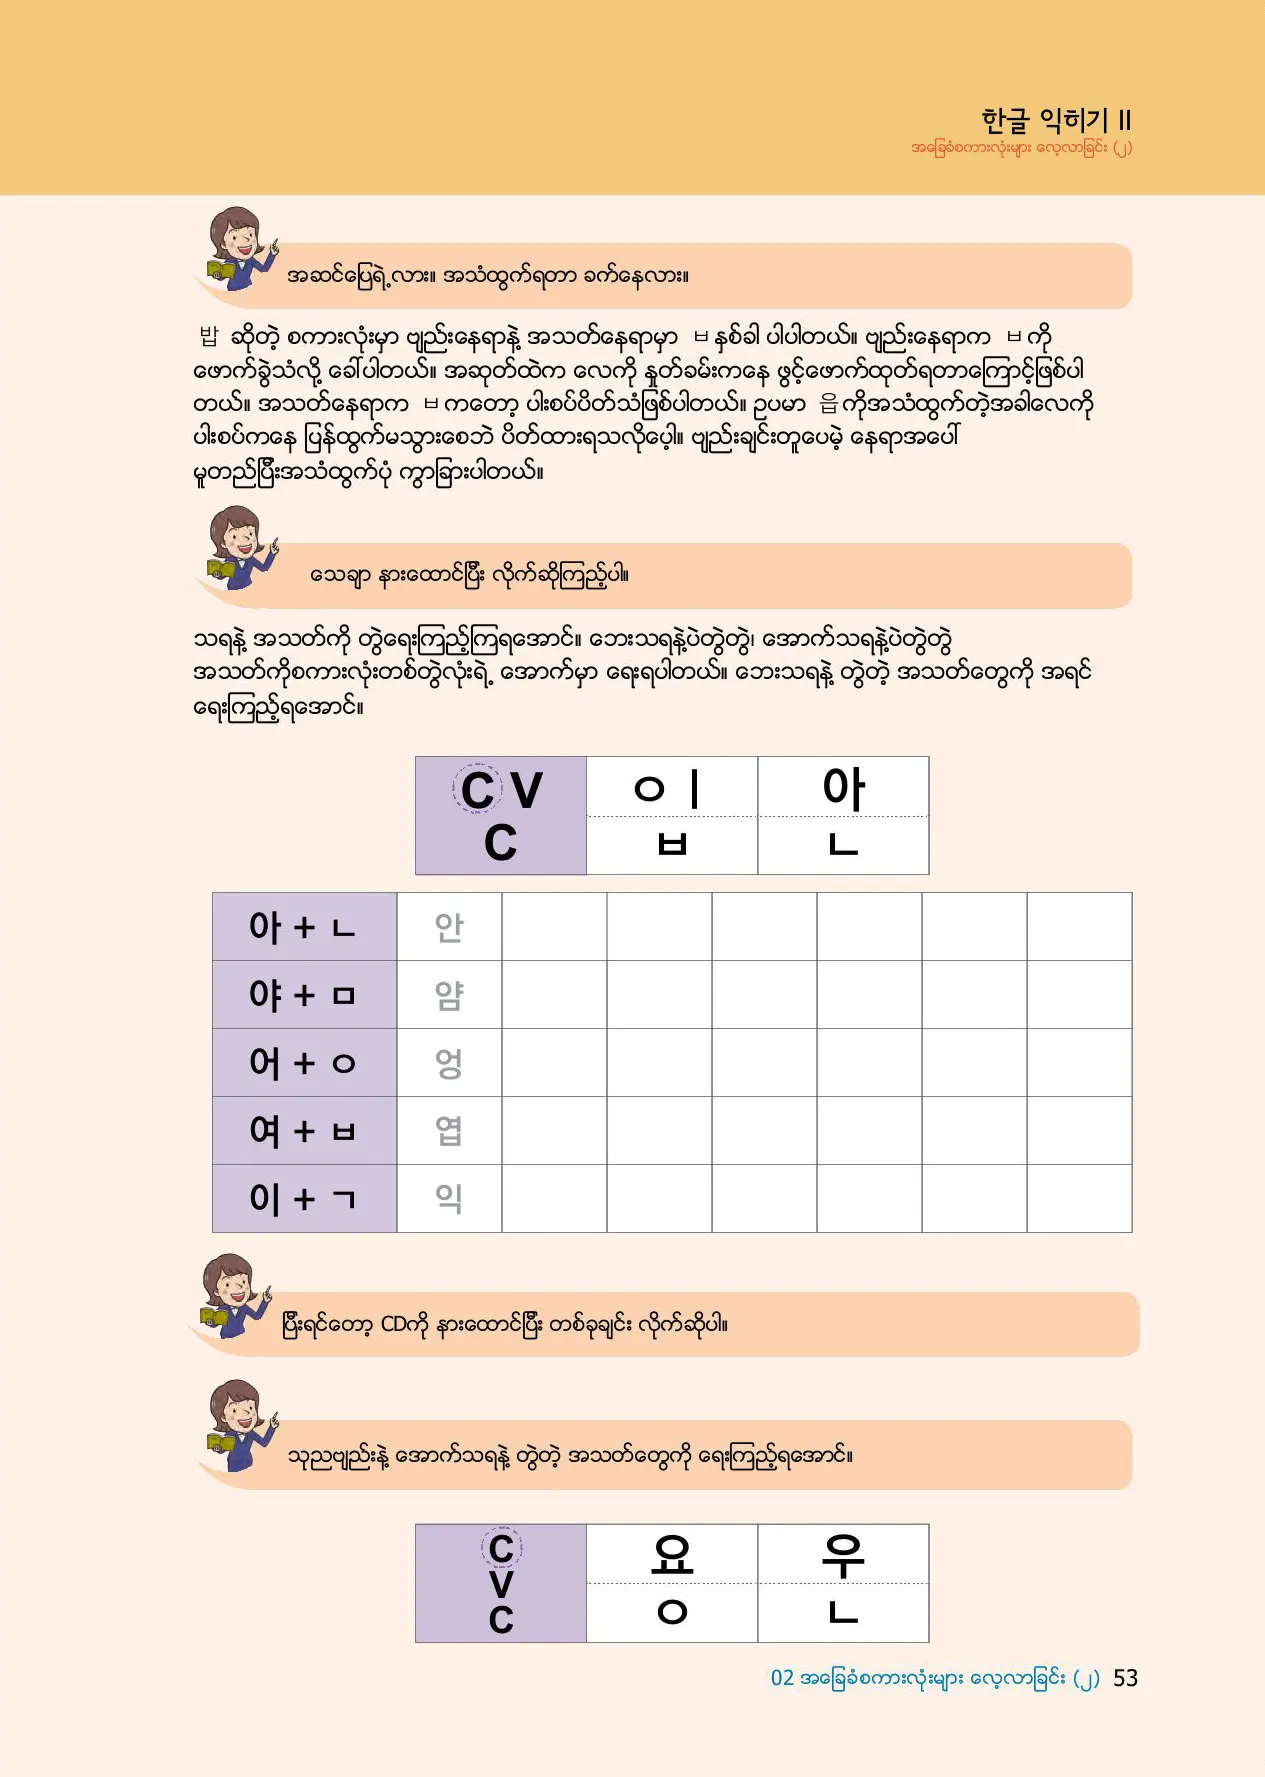 한글 익히기 II
အခြေခံစကားလုံးများ လေ့လာခြင်း (၂)
အဆင်ပြေရဲ့လား။ အသံထွက်ရတာ ခက်နေလား။
밥 ဆိုတဲ့ စကားလုံးမှာ ဗျည်းနေရာနဲ့ အသတ်နေရာမှာ ㅂ နှစ်ခါ ပါပါတယ်။ ဗျည်းနေရာက ㅂ ကို
ဖောက်ခွဲသံလို့ ခေါ်ပါတယ်။ အဆုတ်ထဲက လေကို နှုတ်ခမ်းကနေ ဖွင့်ဖောက်ထုတ်ရတာကြောင့်ဖြစ်ပါ
တယ်။ အသတ်နေရာက ㅂ ကတော့ ပါးစပ်ပိတ်သံဖြစ်ပါတယ်။ ဥပမာ 읍 ကိုအသံထွက်တဲ့အခါလေကို
ပါးစပ်ကနေ ပြန်ထွက်မသွားစေဘဲ ပိတ်ထားရသလိုပေ့ါ။ ဗျည်းချင်းတူပေမဲ့ နေရာအပေါ်
မူတည်ပြီးအသံထွက်ပုံ ကွာခြားပါတယ်။
သေချာ နားထောင်ပြီး လိုက်ဆိုကြည့်ပါ။
သရနဲ့ အသတ်ကို တွဲရေးကြည့်ကြရအောင်။ ဘေးသရနဲ့ပဲတွဲတွဲ၊ အောက်သရနဲ့ပဲတွဲတွဲ
အသတ်ကိုစကားလုံးတစ်တွဲလုံးရဲ့ အောက်မှာ ရေးရပါတယ်။ ဘေးသရနဲ့ တွဲတဲ့ အသတ်တွေကို အရင်
ရေးကြည့်ရအောင်။
C V ㅇㅣ 아
C ㅂ ㄴ
아 + ㄴ 안
야 + ㅁ 얌
어 + ㅇ 엉
여 + ㅂ 엽
이 + ㄱ 익
ပြီးရင်တော့ CDကို နားထောင်ပြီး တစ်ခုချင်း လိုက်ဆိုပါ။
သုညဗျည်းနဲ့ အောက်သရနဲ့ တွဲတဲ့ အသတ်တွေကို ရေးကြည့်ရအောင်။
C 요 우
V
C ㅇ ㄴ
02 အခြေခံစကားလုံးများ လေ့လာခြင်း (၂) 53